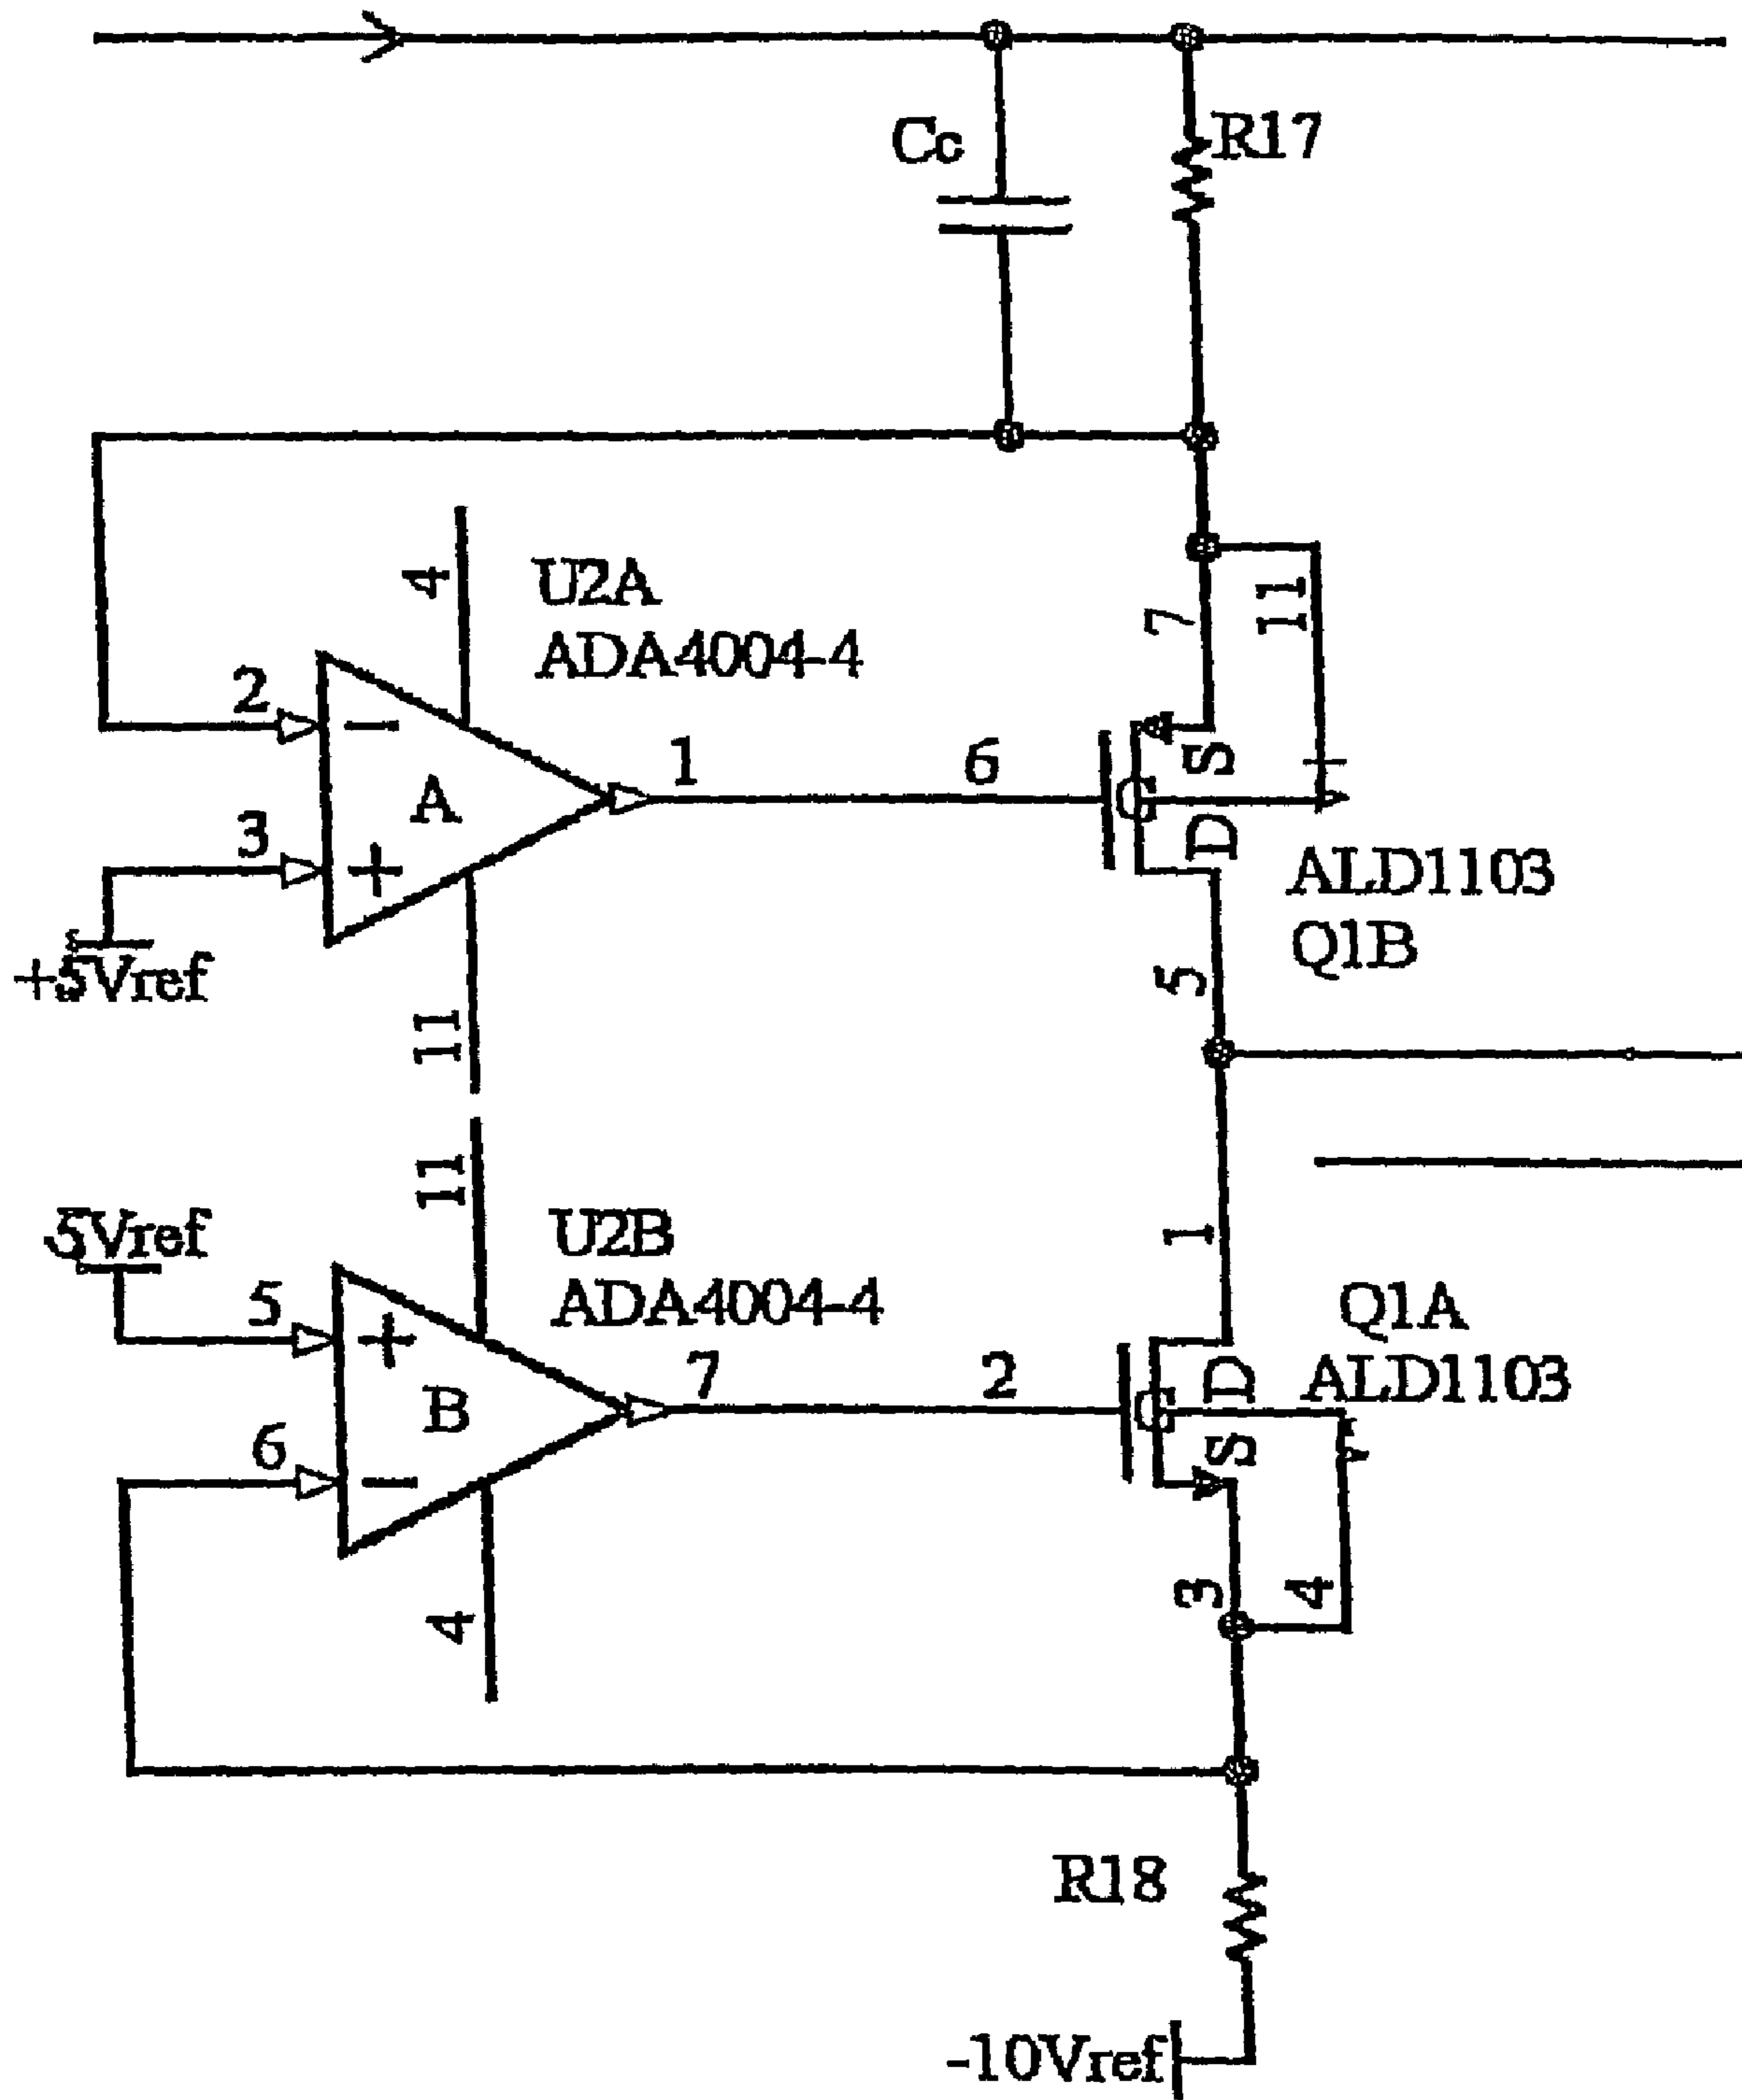 Cc
R17
4
U2A
ADA4004-4
7
11
2
-
A
1
6
S
G
D
3
+
ALD1103
Q1B
+5Vref
5
11
11
-5Vref
U2B
ADA4004-4
1
5
+
B
7
2
Q1A
ALD1103
D
G
S
6
-
3
4
4
R18
-10Vref